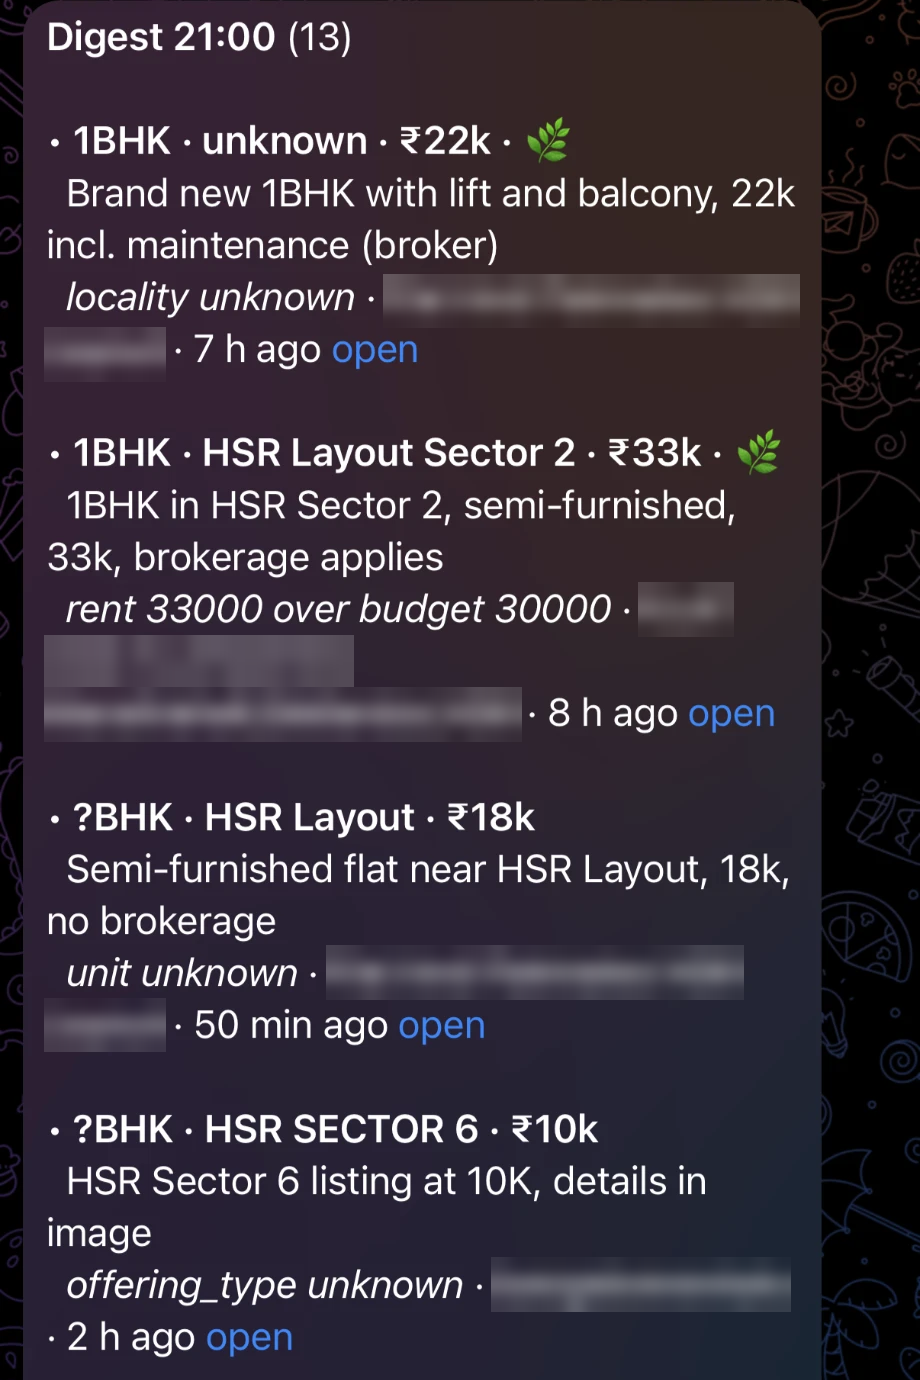 Digest 21:00 (13)
• 1BHK · unknown · ₹22k · 🌿
Brand new 1BHK with lift and balcony, 22k
incl. maintenance (broker)
locality unknown ·
· 7 h ago open
• 1BHK · HSR Layout Sector 2 · ₹33k · 🌿
1BHK in HSR Sector 2, semi-furnished,
33k, brokerage applies
rent 33000 over budget 30000 ·
· 8 h ago open
• ?BHK · HSR Layout · ₹18k
Semi-furnished flat near HSR Layout, 18k,
no brokerage
unit unknown ·
· 50 min ago open
• ?BHK · HSR SECTOR 6 · ₹10k
HSR Sector 6 listing at 10K, details in
image
offering_type unknown ·
· 2 h ago open